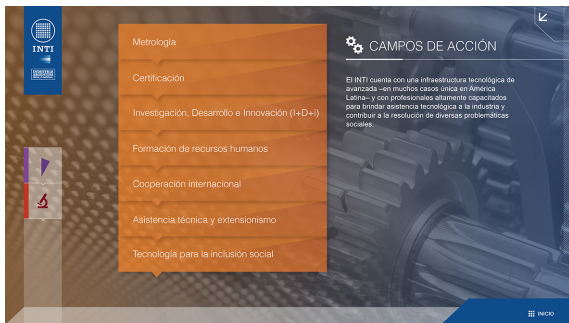 INTI
Metrología
Certificación
Investigación, Desarrollo e Innovación (I+D+i)
Formación de recursos humanos
Cooperación internacional
Asistencia técnica y extensionismo
Tecnología para la inclusión social
CAMPOS DE ACCIÓN
El INTI cuenta con una infraestructura tecnológica de
avanzada –en muchos casos única en América
Latina– y con profesionales altamente capacitados
para brindar asistencia tecnológica a la industria y
contribuir a la resolución de diversas problemáticas
sociales.
INICIO